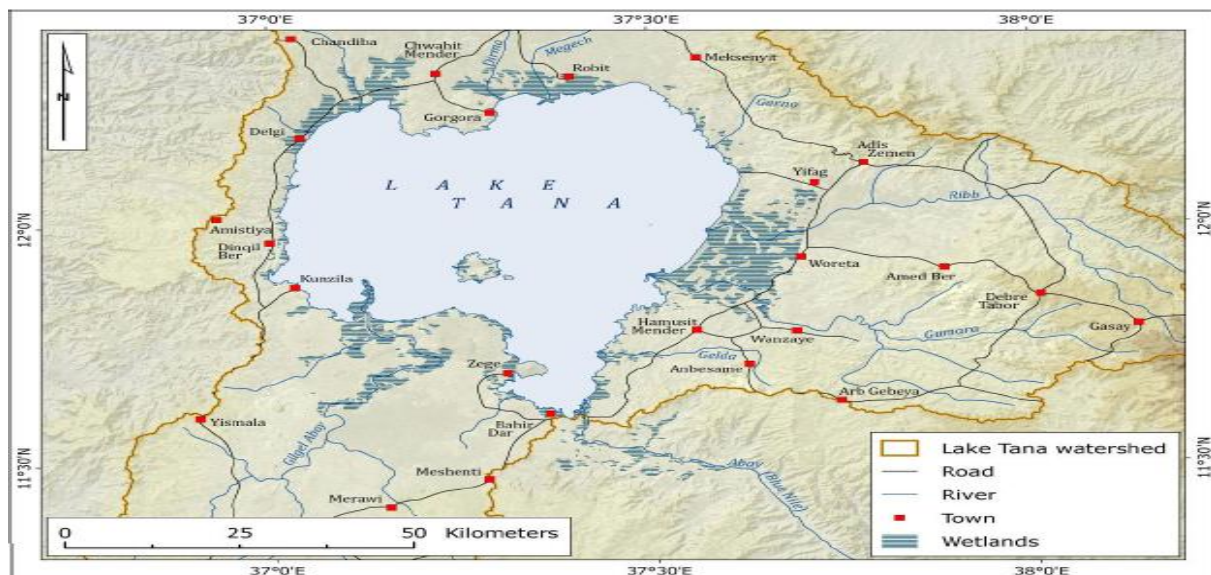 37°0'E
37°30'E
38°0'E
N
Chandiba
Chwahit
Mender
Dirma
Megech
Robit
Meksenyit
Gorgora
Garno
Delgi
Adis
Zemen
Yifag
LAKE
TANA
Ribb
12°0'N
12°0'N
Amistiya
Dinqil
Ber
Woreta
Amed Ber
Kunzila
Debre
Tabor
Hamusit
Mender
Wanzaye
Gumara
Gasay
Zege
Gelda
Anbesame
Arb Gebeya
Yismala
Bahir
Dar
Gilgel Abay
11°30'N
11°30'N
Meshenti
Abay (Blue Nile)
Merawi
Lake Tana watershed
Road
River
Town
Wetlands
0 25 50 Kilometers
37°0'E
37°30'E
38°0'E